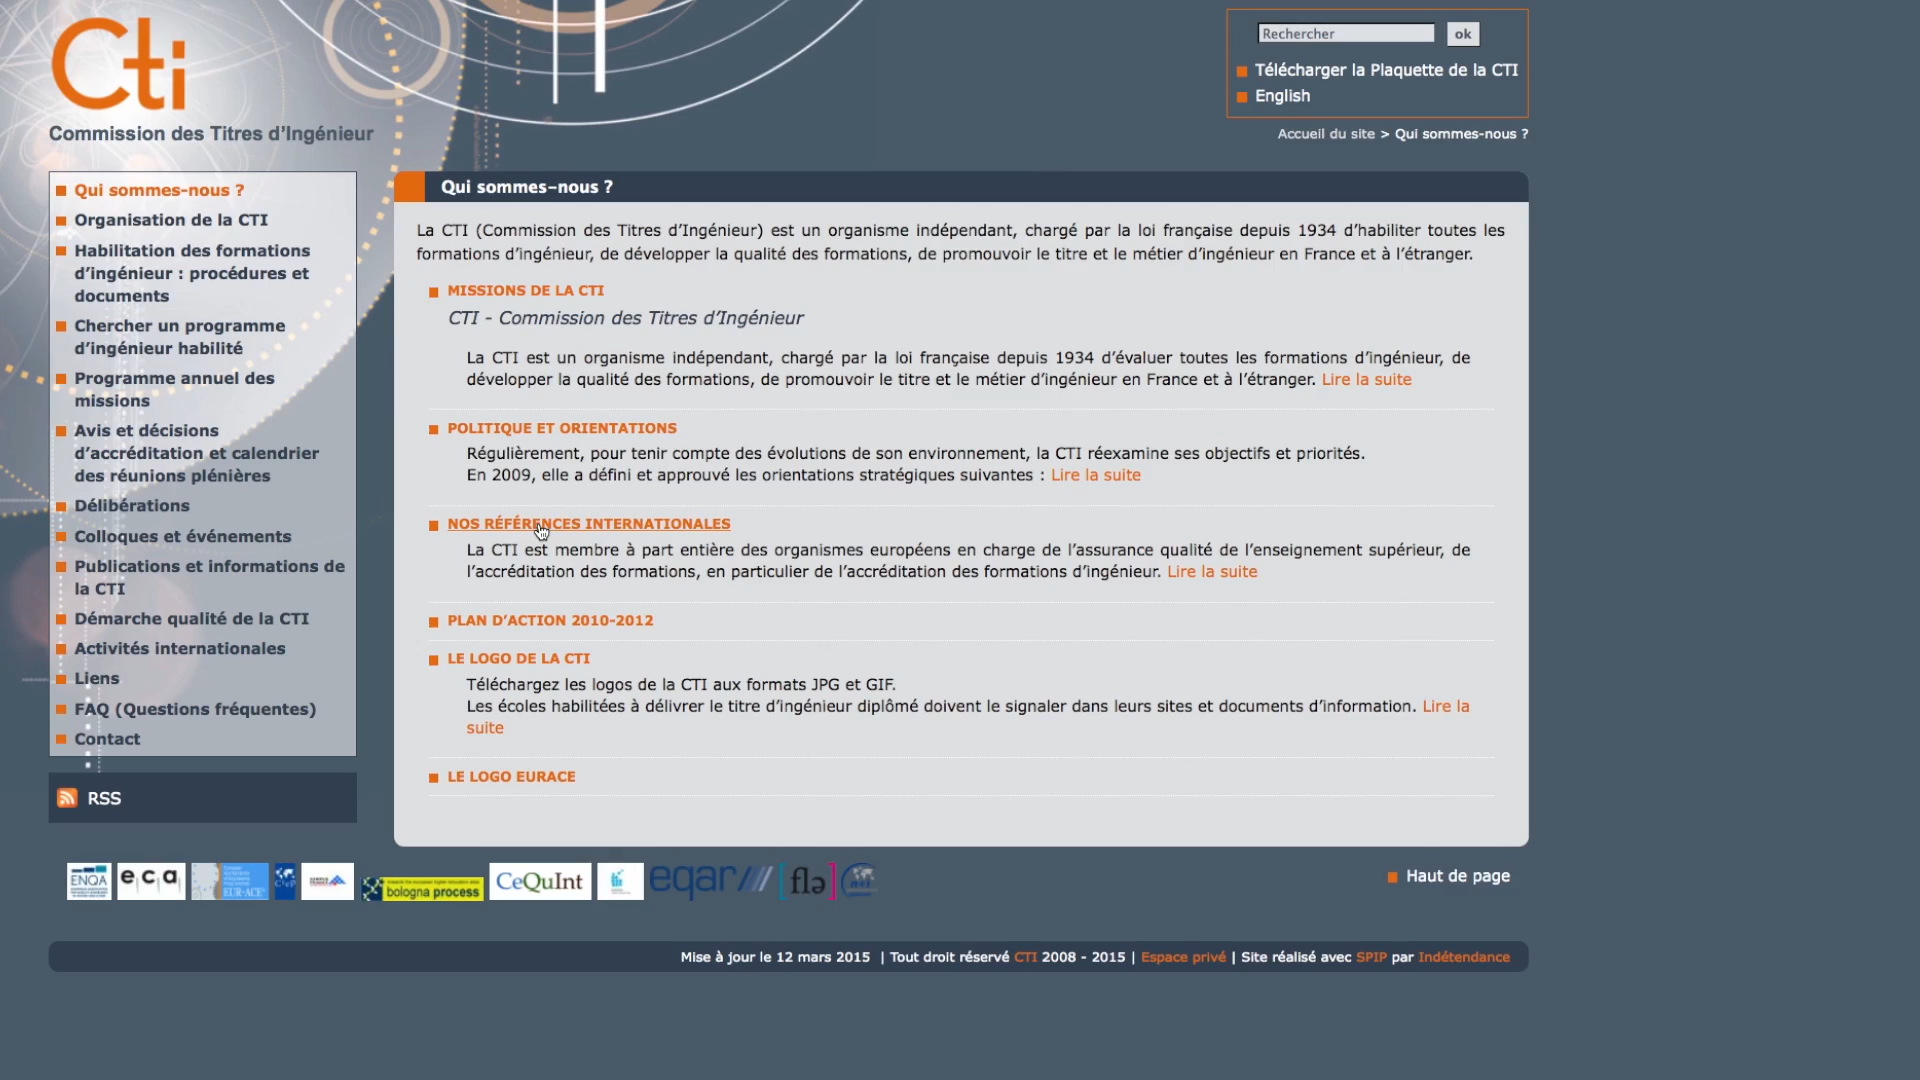 Cti
Commission des Titres d'Ingénieur
Rechercher
ok
Télécharger la Plaquette de la CTI
English
Accueil du site > Qui sommes-nous ?
Qui sommes-nous ?
Organisation de la CTI
Habilitation des formations
d'ingénieur : procédures et
documents
Chercher un programme
d'ingénieur habilité
Programme annuel des
missions
Avis et décisions
d'accréditation et calendrier
des réunions plénières
Délibérations
Colloques et événements
Publications et informations de
la CTI
Démarche qualité de la CTI
Activités internationales
Liens
FAQ (Questions fréquentes)
Contact
RSS
Qui sommes-nous ?
La CTI (Commission des Titres d'Ingénieur) est un organisme indépendant, chargé par la loi française depuis 1934 d'habiliter toutes les
formations d'ingénieur, de développer la qualité des formations, de promouvoir le titre et le métier d'ingénieur en France et à l'étranger.
MISSIONS DE LA CTI
CTI - Commission des Titres d'Ingénieur
La CTI est un organisme indépendant, chargé par la loi française depuis 1934 d'évaluer toutes les formations d'ingénieur, de
développer la qualité des formations, de promouvoir le titre et le métier d'ingénieur en France et à l'étranger. Lire la suite
POLITIQUE ET ORIENTATIONS
Régulièrement, pour tenir compte des évolutions de son environnement, la CTI réexamine ses objectifs et priorités.
En 2009, elle a défini et approuvé les orientations stratégiques suivantes : Lire la suite
NOS RÉFÉRENCES INTERNATIONALES
La CTI est membre à part entière des organismes européens en charge de l'assurance qualité de l'enseignement supérieur, de
l'accréditation des formations, en particulier de l'accréditation des formations d'ingénieur. Lire la suite
PLAN D'ACTION 2010-2012
LE LOGO DE LA CTI
Téléchargez les logos de la CTI aux formats JPG et GIF.
Les écoles habilitées à délivrer le titre d'ingénieur diplômé doivent le signaler dans leurs sites et documents d'information. Lire la
suite
LE LOGO EURACE
ENQA
eca
EUR-ACE
bologna process
CeQuInt
eqar///
[flə]
Haut de page
Mise à jour le 12 mars 2015 | Tout droit réservé CTI 2008 - 2015 | Espace privé | Site réalisé avec SPIP par Indétendance